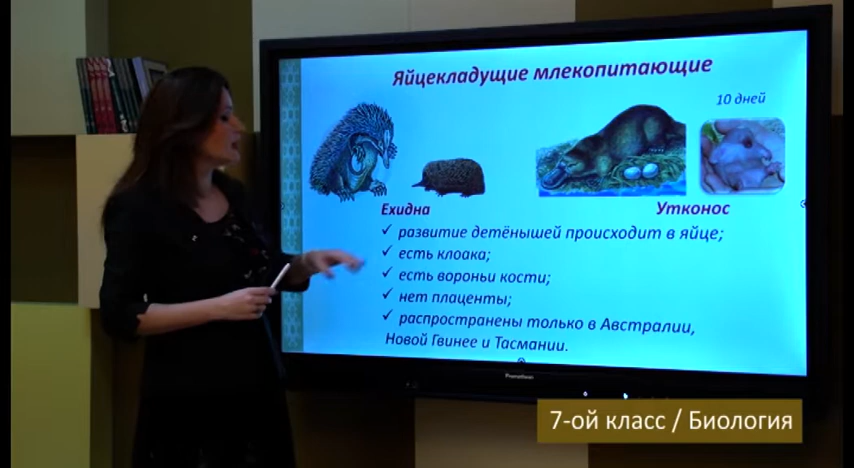 Яйцекладущие млекопитающие
10 дней
Ехидна
Утконос
✓ развитие детёнышей происходит в яйце;
✓ есть клоака;
✓ есть вороньи кости;
✓ нет плаценты;
✓ распространены только в Австралии,
Новой Гвинее и Тасмании.
Promethean
7-ой класс / Биология